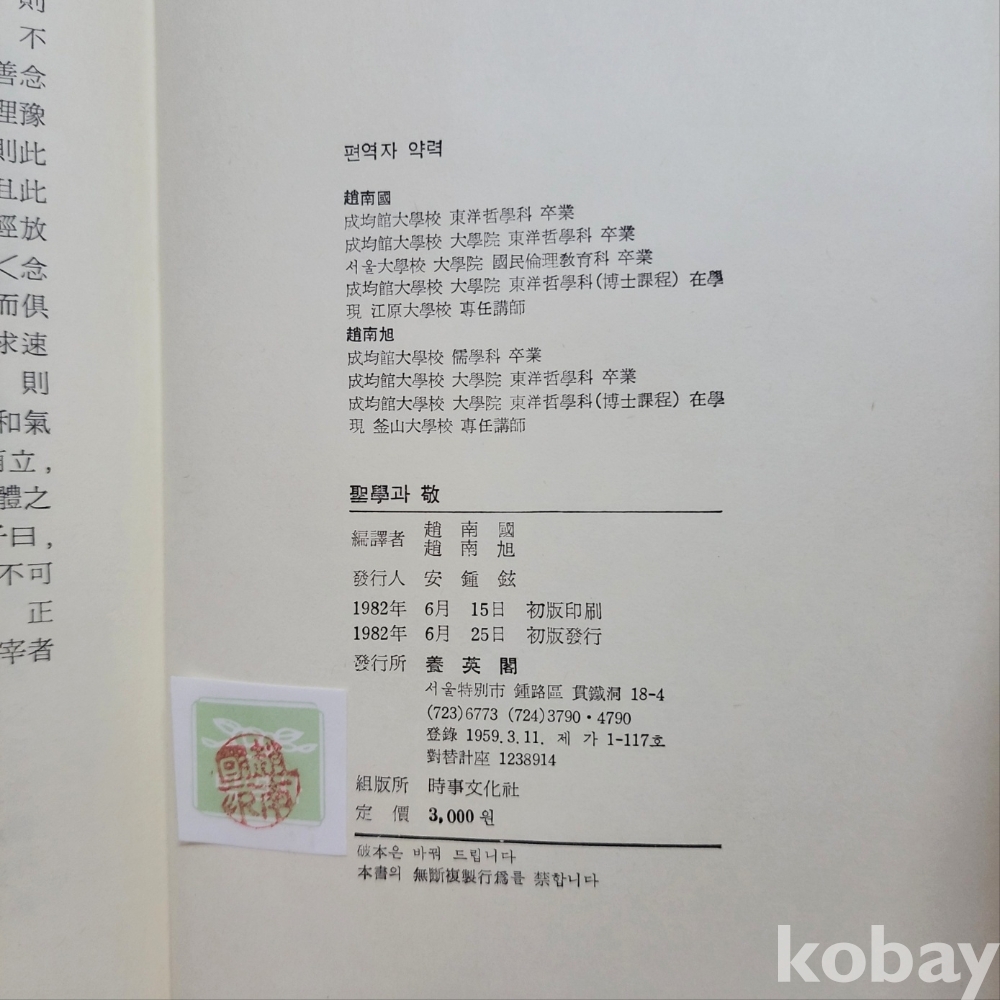 則
不
善念
理豫
則此
且此
經放
念
而俱
求速
則
和氣
立,
體之
曰,
不可
正
宰者
편역자 약력
趙南國
成均館大學校 東洋哲學科 卒業
成均館大學校 大學院 東洋哲學科 卒業
서울大學校 大學院 國民倫理敎育科 卒業
成均館大學校 大學院 東洋哲學科(博士課程) 在學
現 江原大學校 專任講師
趙南旭
成均館大學校 儒學科 卒業
成均館大學校 大學院 東洋哲學科 卒業
成均館大學校 大學院 東洋哲學科(博士課程) 在學
現 釜山大學校 專任講師
聖學과 敬
編譯者 趙南國
趙南旭
發行人 安鍾鉉
1982年 6月 15日 初版印刷
1982年 6月 25日 初版發行
發行所 養英閣
서울特別市 鍾路區 貫鐵洞 18-4
(723)6773 (724)3790・4790
登錄 1959.3.11. 제 가 1-117호
對替計座 1238914
組版所 時事文化社
定價 3,000원
破本은 바꿔 드립니다
本書의 無斷複製行爲를 禁합니다
趙南國印
kobay